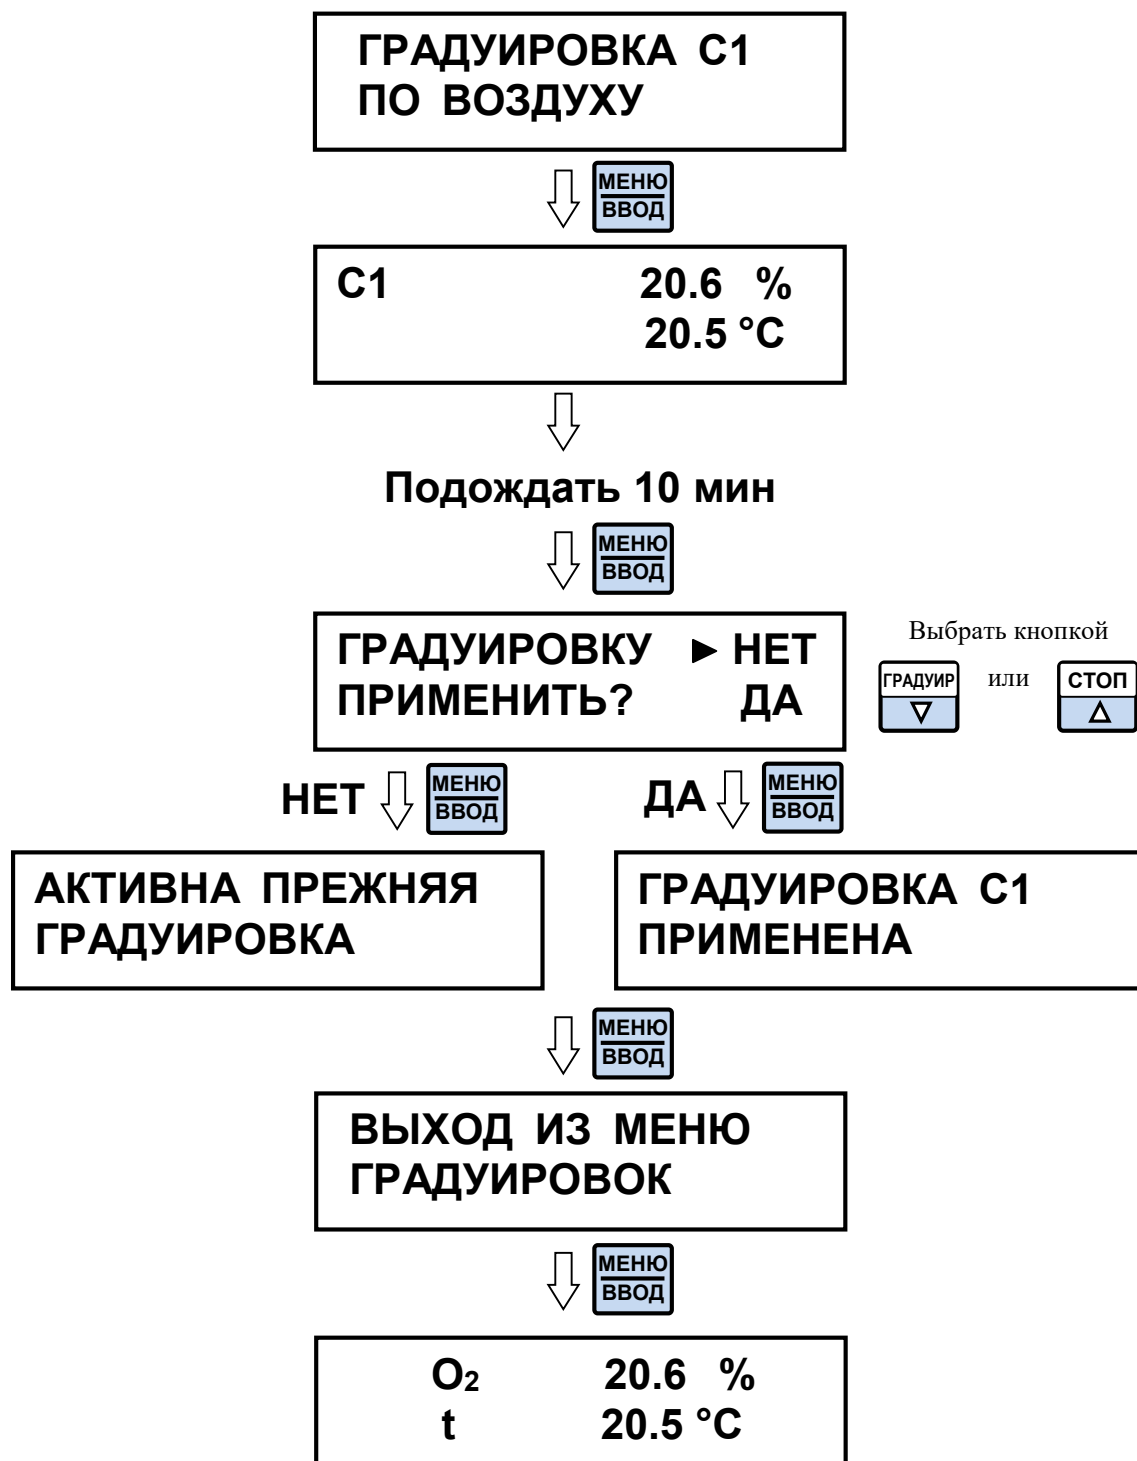 ГРАДУИРОВКА С1
ПО ВОЗДУХУ
МЕНЮ
ВВОД
С1 20.6 %
20.5 °С
Подождать 10 мин
МЕНЮ
ВВОД
ГРАДУИРОВКУ ► НЕТ
ПРИМЕНИТЬ? ДА
Выбрать кнопкой
ГРАДУИР или СТОП
НЕТ
МЕНЮ
ВВОД
ДА
МЕНЮ
ВВОД
АКТИВНА ПРЕЖНЯЯ
ГРАДУИРОВКА
ГРАДУИРОВКА С1
ПРИМЕНЕНА
МЕНЮ
ВВОД
ВЫХОД ИЗ МЕНЮ
ГРАДУИРОВОК
МЕНЮ
ВВОД
O₂ 20.6 %
t 20.5 °С